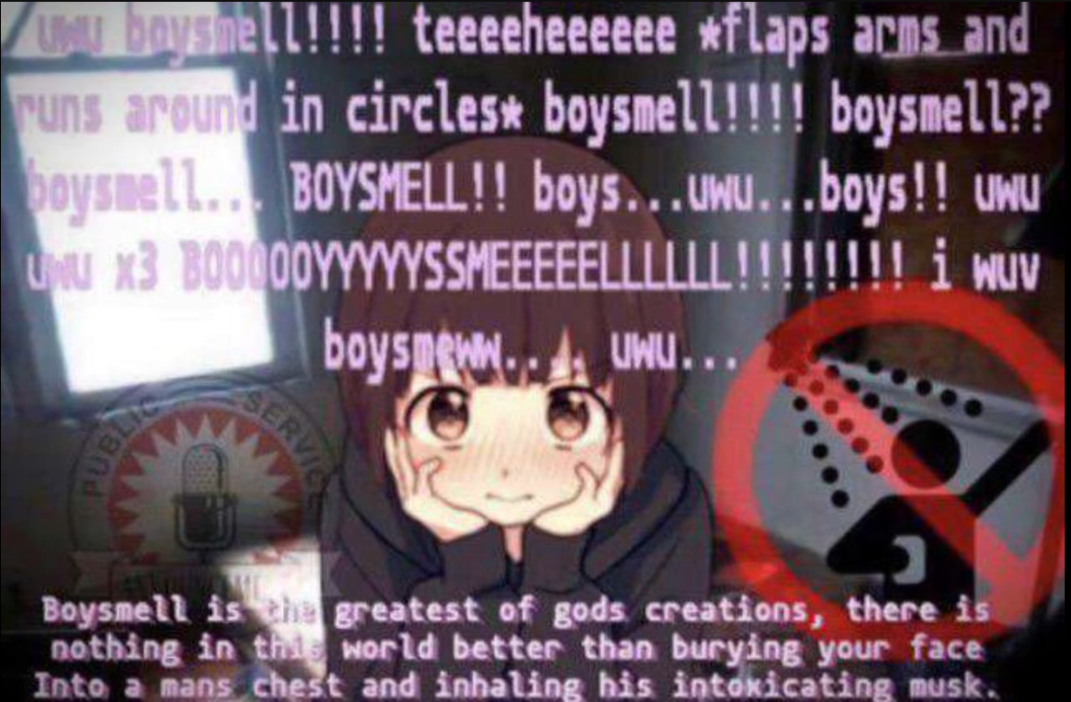 uwu boysmell!!!! teeeeheeeeee *flaps arms and
runs around in circles* boysmell!!!! boysmell??
boysmell... BOYSMELL!! boys...uwu...boys!! uwu
uwu x3 BOOOOOYYYYYYSSMEEEEEELLLLLLL!!!!!!!!! i wuv
boysmeww.... uwu...
PUBLIC SERVICE
Boysmell is the greatest of gods creations, there is
nothing in this world better than burying your face
Into a mans chest and inhaling his intoxicating musk.